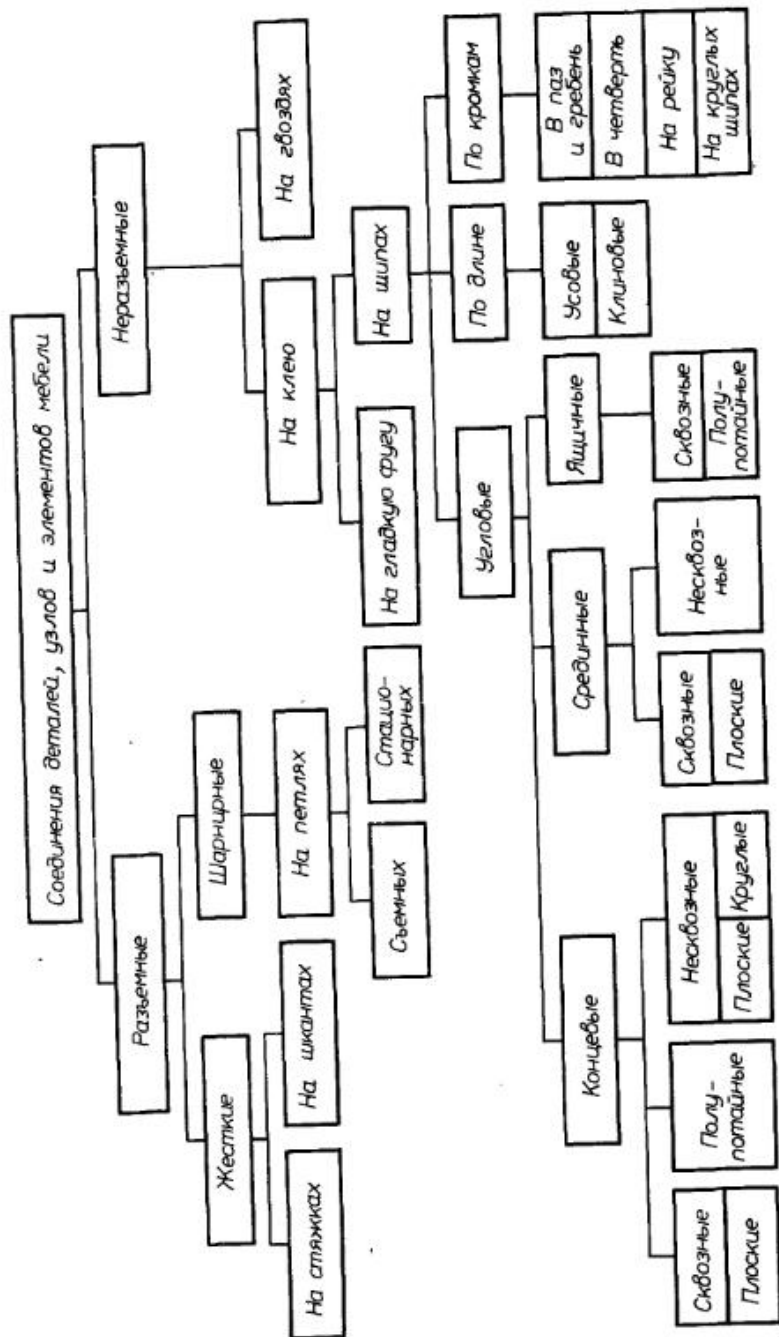 Соединения деталей, узлов и элементов мебели
Разъемные
Неразъемные
Жесткие
Шарнирные
На клею
На гвоздях
На стяжках
На шкантах
На петлях
На гладкую фугу
На шипах
Съемных
Стацио-
нарных
Угловые
По длине
По кромкам
Концевые
Срединные
Ящичные
Усовые
Клиновые
В паз
и гребень
В четверть
На рейку
На круглых
шипах
Сквозные
Плоские
Полу-
потайные
Несквозные
Плоские
Круглые
Сквозные
Плоские
Несквоз-
ные
Сквозные
Полу-
потайные